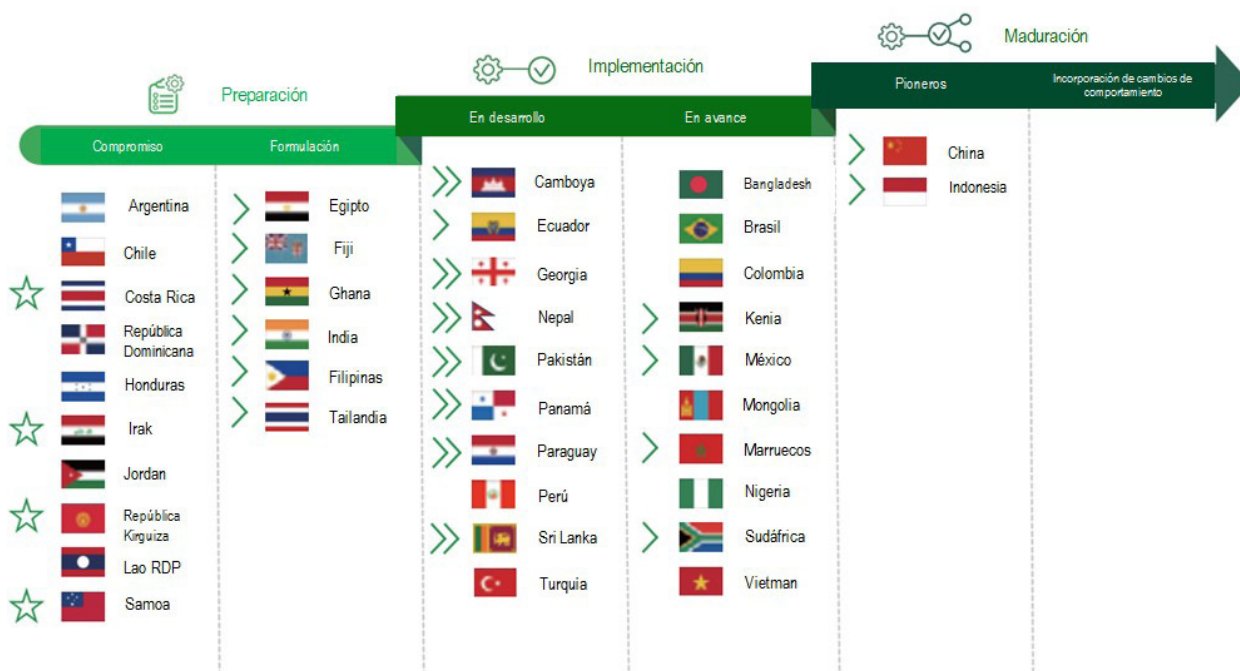 Preparación
Implementación
Maduración
Compromiso
Formulación
En desarrollo
En avance
Pioneros
Incorporación de cambios de
comportamiento
Argentina
Chile
Costa Rica
República
Dominicana
Honduras
Irak
Jordan
República
Kirguiza
Lao RDP
Samoa
Egipto
Fiji
Ghana
India
Filipinas
Tailandia
Camboya
Ecuador
Georgia
Nepal
Pakistán
Panamá
Paraguay
Perú
Sri Lanka
Turquía
Bangladesh
Brasil
Colombia
Kenia
México
Mongolia
Marruecos
Nigeria
Sudáfrica
Vietman
China
Indonesia